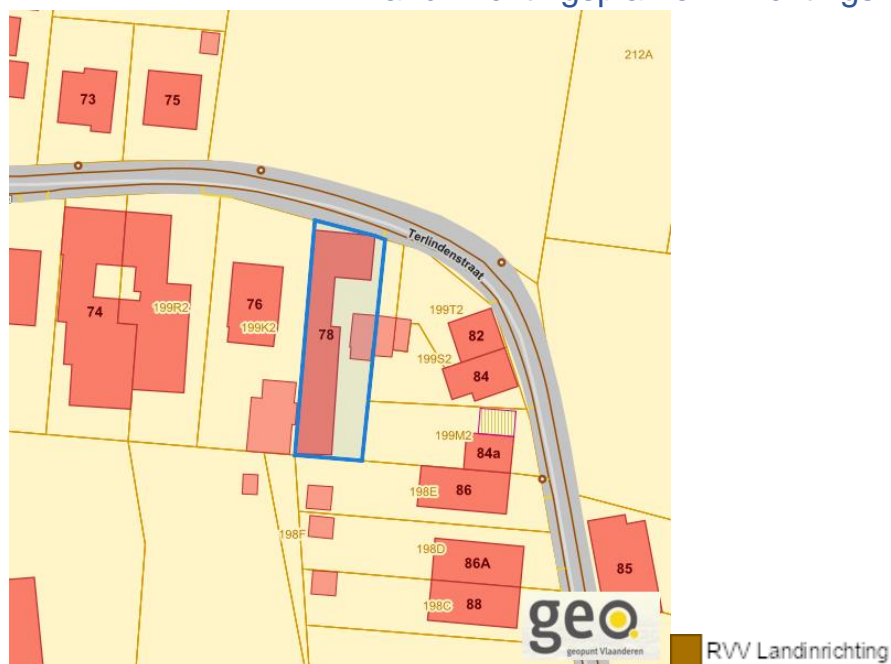 212A
73
75
Terlindenstraat
74
199R2
76
199K2
78
199T2
82
199S2
84
199M2
84a
86
198E
198F
198D
86A
85
198C
88
geo
geopunt Vlaanderen
RVV Landinrichting